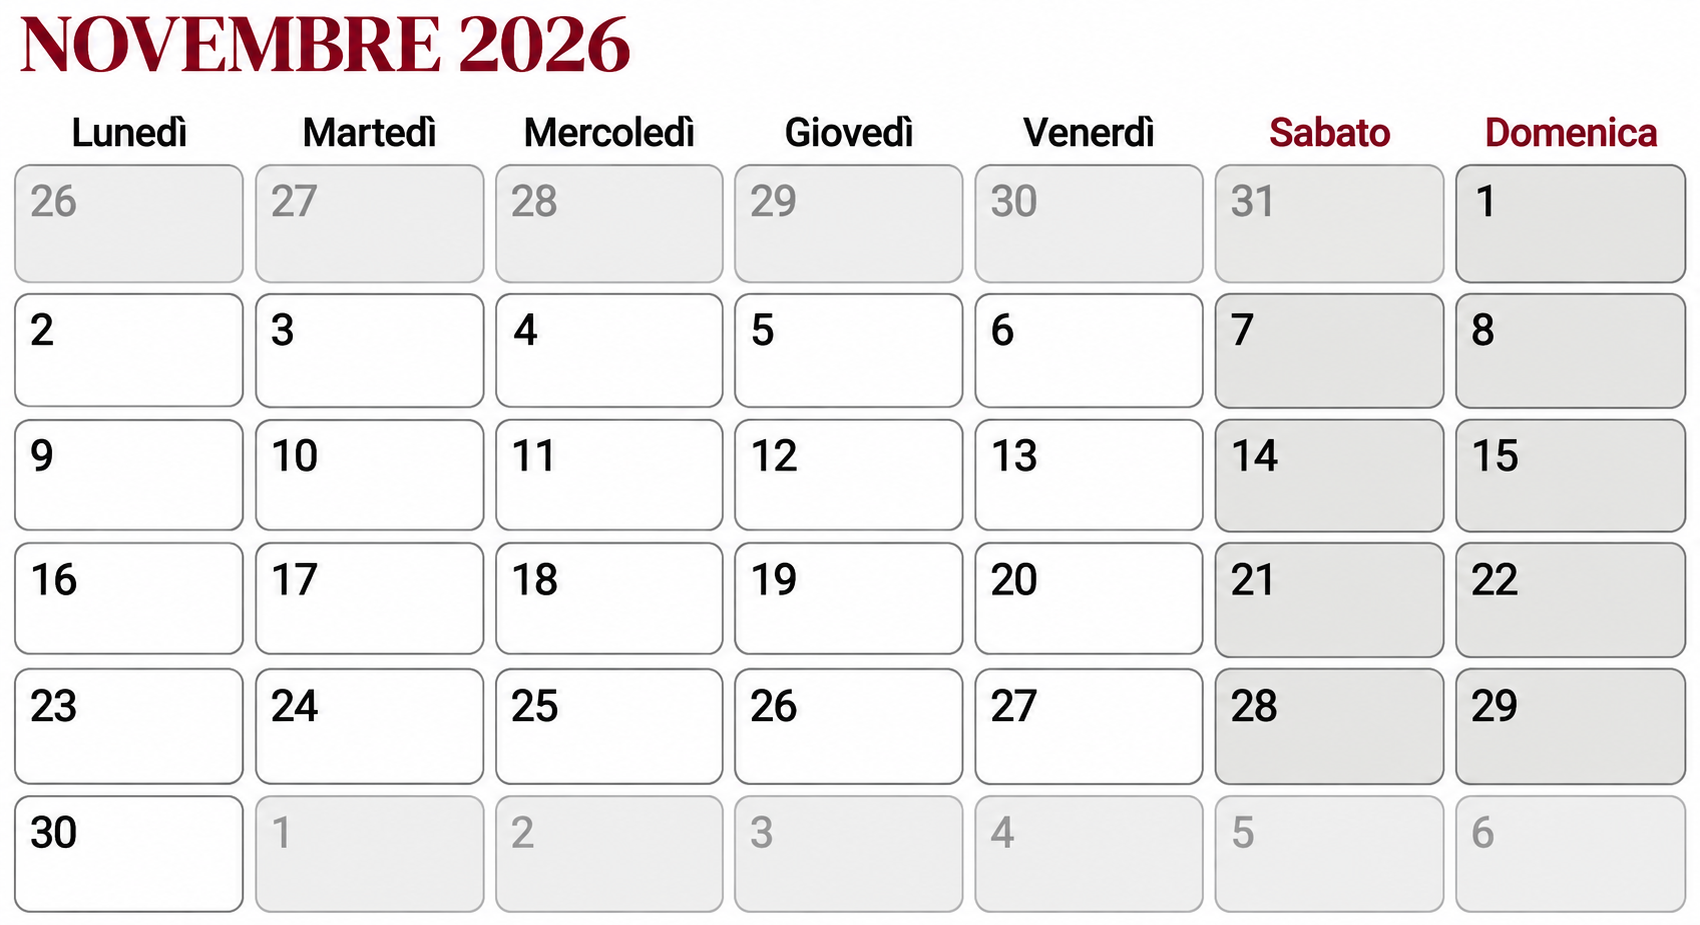 NOVEMBRE 2026
Lunedì Martedì Mercoledì Giovedì Venerdì Sabato Domenica
26 27 28 29 30 31 1
2 3 4 5 6 7 8
9 10 11 12 13 14 15
16 17 18 19 20 21 22
23 24 25 26 27 28 29
30 1 2 3 4 5 6